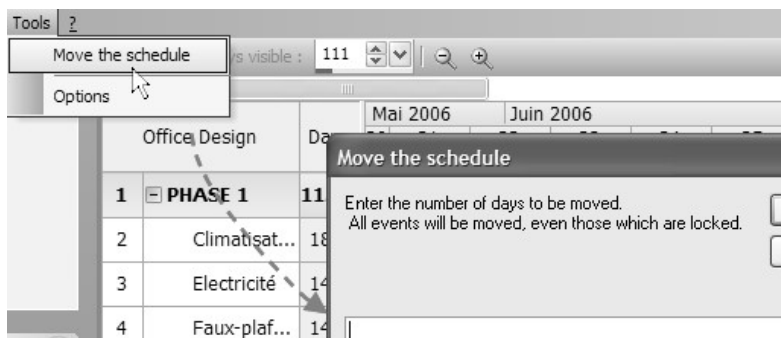 Tools ?
Move the schedule
visible : 111
Options
Mai 2006 Juin 2006
Office Design
Move the schedule
1 PHASE 1 11
Enter the number of days to be moved.
All events will be moved, even those which are locked.
2 Climatisat... 18
3 Electricité 14
4 Faux-plaf... 14